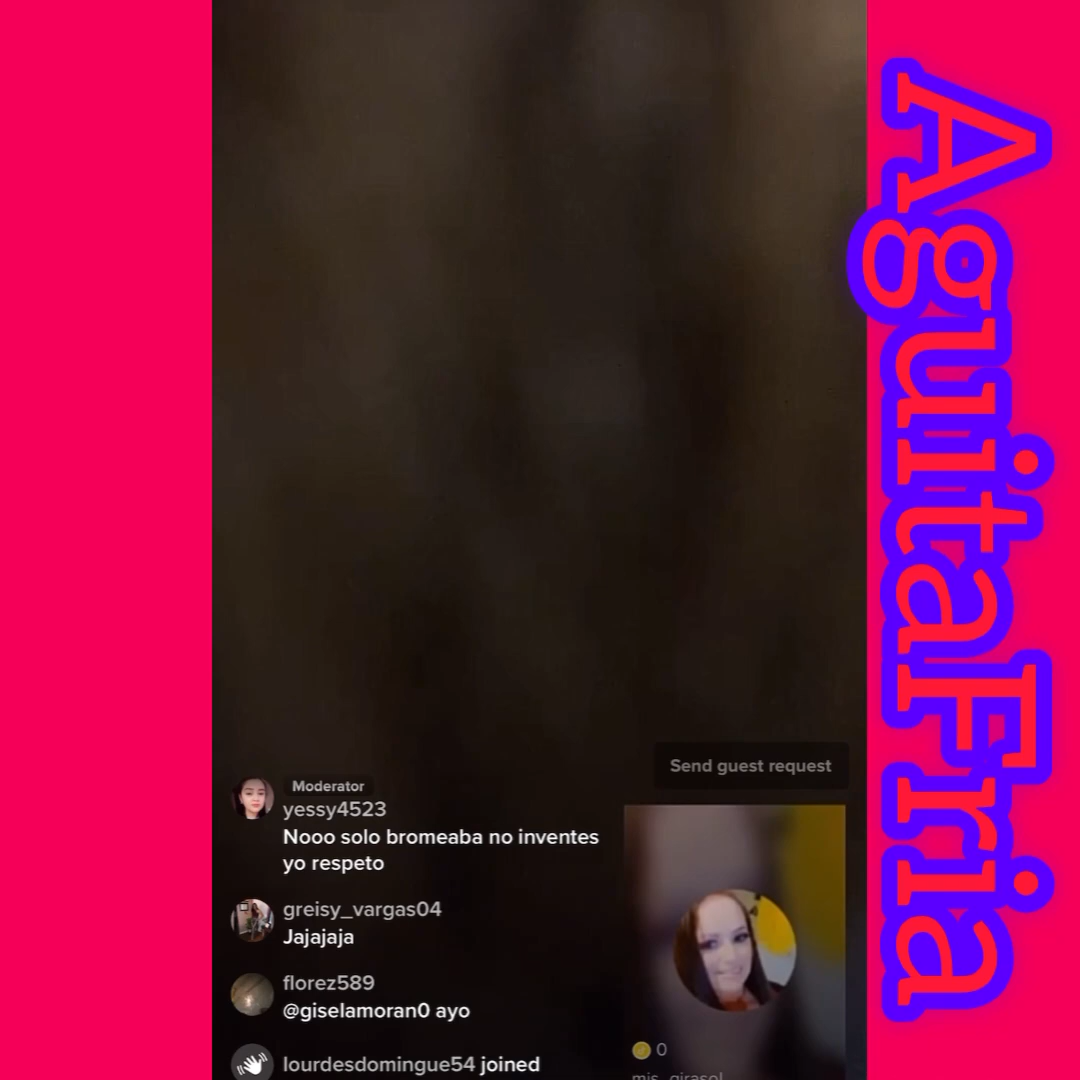 AguitaFria
Send guest request
Moderator
yessy4523
Nooo solo bromeaba no inventes
yo respeto
greisy_vargas04
Jajajaja
florez589
@giselamoran0 ayo
lourdesdomingue54 joined
0
mis_girasol